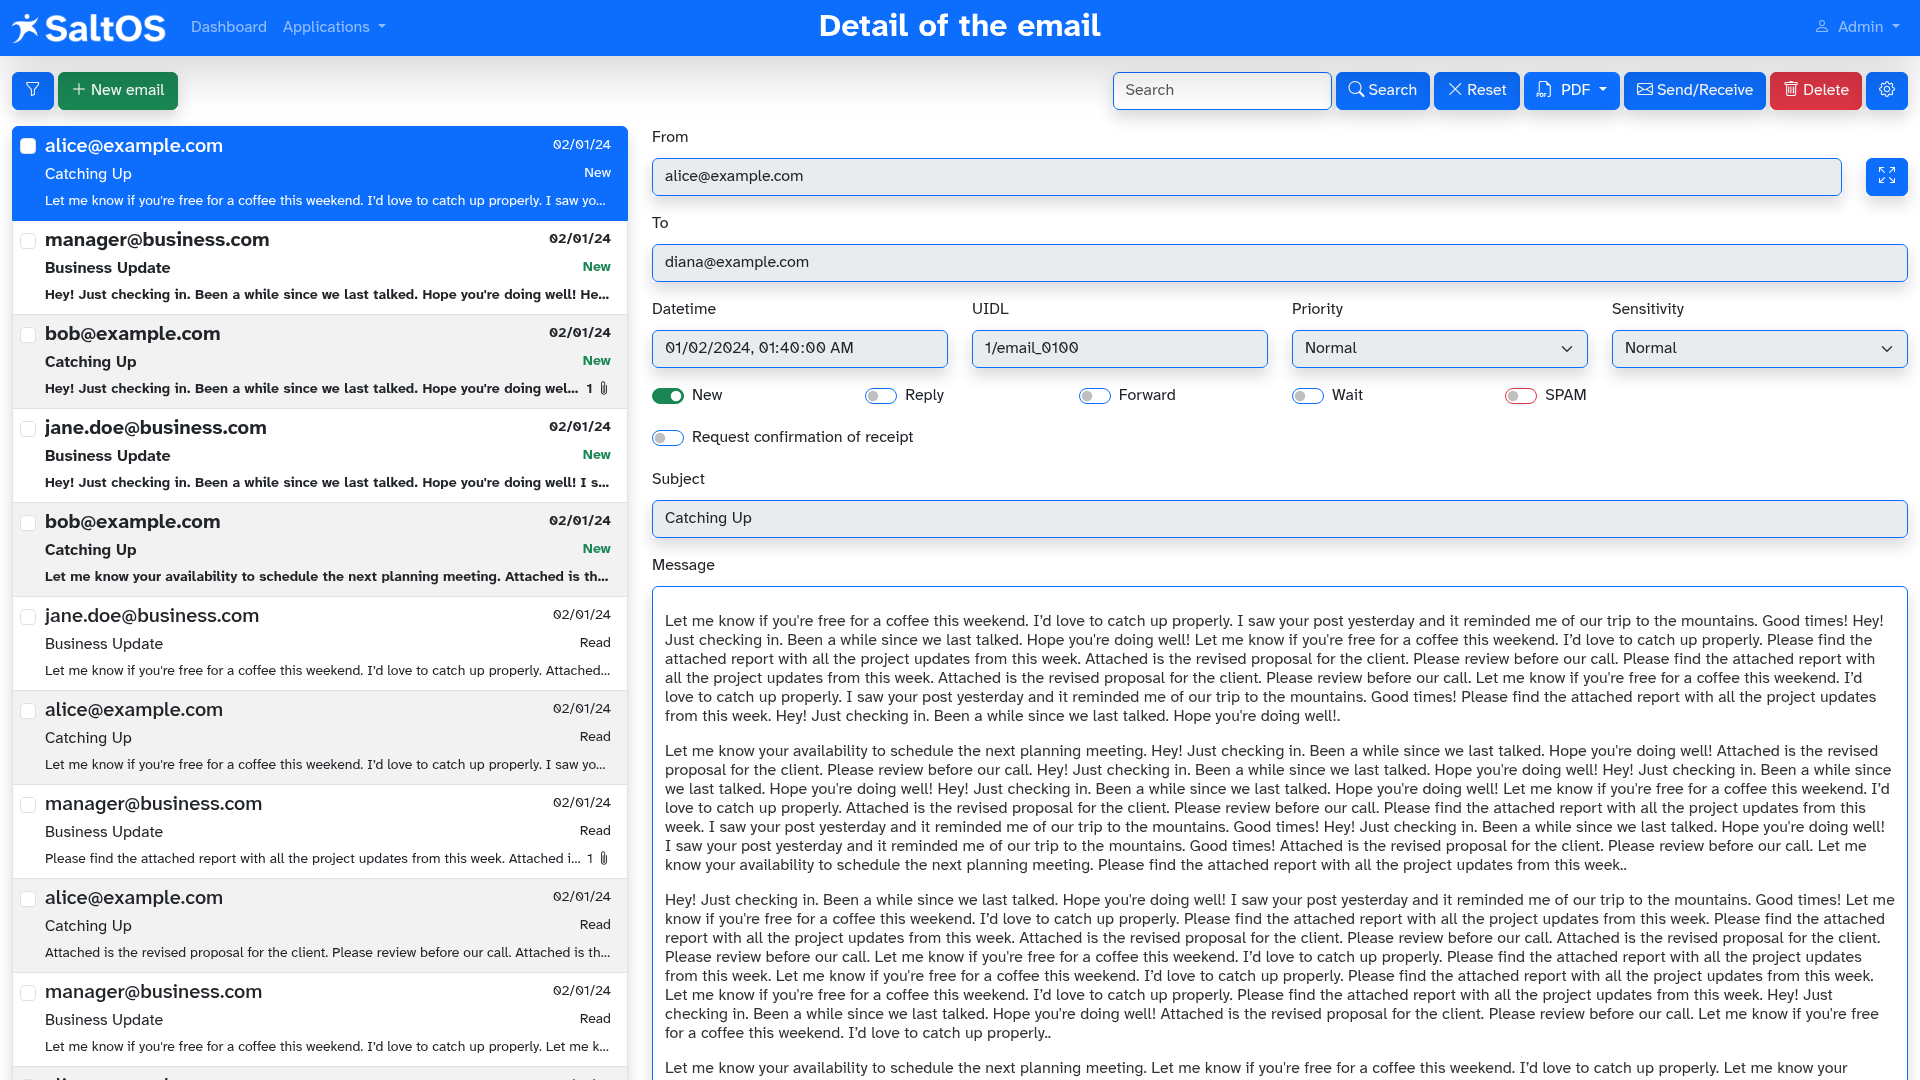 SaltOS
Dashboard
Applications
Detail of the email
Admin
New email
Search
Search
Reset
PDF
Send/Receive
Delete
alice@example.com
02/01/24
Catching Up
New
Let me know if you're free for a coffee this weekend. I'd love to catch up properly. I saw yo...
manager@business.com
02/01/24
Business Update
New
Hey! Just checking in. Been a while since we last talked. Hope you're doing well! He...
bob@example.com
02/01/24
Catching Up
New
Hey! Just checking in. Been a while since we last talked. Hope you're doing wel...
1
jane.doe@business.com
02/01/24
Business Update
New
Hey! Just checking in. Been a while since we last talked. Hope you're doing well! I s...
bob@example.com
02/01/24
Catching Up
New
Let me know your availability to schedule the next planning meeting. Attached is th...
jane.doe@business.com
02/01/24
Business Update
Read
Let me know if you're free for a coffee this weekend. I'd love to catch up properly. Attached...
alice@example.com
02/01/24
Catching Up
Read
Let me know if you're free for a coffee this weekend. I'd love to catch up properly. I saw yo...
manager@business.com
02/01/24
Business Update
Read
Please find the attached report with all the project updates from this week. Attached i...
1
alice@example.com
02/01/24
Catching Up
Read
Attached is the revised proposal for the client. Please review before our call. Attached is th...
manager@business.com
02/01/24
Business Update
Read
Let me know if you're free for a coffee this weekend. I'd love to catch up properly. Let me k...
From
alice@example.com
To
diana@example.com
Datetime
UIDL
Priority
Sensitivity
01/02/2024, 01:40:00 AM
1/email_0100
Normal
Normal
New
Reply
Forward
Wait
SPAM
Request confirmation of receipt
Subject
Catching Up
Message
Let me know if you're free for a coffee this weekend. I'd love to catch up properly. I saw your post yesterday and it reminded me of our trip to the mountains. Good times! Hey!
Just checking in. Been a while since we last talked. Hope you're doing well! Let me know if you're free for a coffee this weekend. I'd love to catch up properly. Please find the
attached report with all the project updates from this week. Attached is the revised proposal for the client. Please review before our call. Please find the attached report with
all the project updates from this week. Attached is the revised proposal for the client. Please review before our call. Let me know if you're free for a coffee this weekend. I'd
love to catch up properly. I saw your post yesterday and it reminded me of our trip to the mountains. Good times! Please find the attached report with all the project updates
from this week. Hey! Just checking in. Been a while since we last talked. Hope you're doing well!.
Let me know your availability to schedule the next planning meeting. Hey! Just checking in. Been a while since we last talked. Hope you're doing well! Attached is the revised
proposal for the client. Please review before our call. Hey! Just checking in. Been a while since we last talked. Hope you're doing well! Hey! Just checking in. Been a while since
we last talked. Hope you're doing well! Hey! Just checking in. Been a while since we last talked. Hope you're doing well! Let me know if you're free for a coffee this weekend. I'd
love to catch up properly. Attached is the revised proposal for the client. Please review before our call. Please find the attached report with all the project updates from this
week. I saw your post yesterday and it reminded me of our trip to the mountains. Good times! Hey! Just checking in. Been a while since we last talked. Hope you're doing well!
I saw your post yesterday and it reminded me of our trip to the mountains. Good times! Attached is the revised proposal for the client. Please review before our call. Let me
know your availability to schedule the next planning meeting. Please find the attached report with all the project updates from this week..
Hey! Just checking in. Been a while since we last talked. Hope you're doing well! I saw your post yesterday and it reminded me of our trip to the mountains. Good times! Let me
know if you're free for a coffee this weekend. I'd love to catch up properly. Please find the attached report with all the project updates from this week. Please find the attached
report with all the project updates from this week. Attached is the revised proposal for the client. Please review before our call. Attached is the revised proposal for the client.
Please review before our call. Let me know if you're free for a coffee this weekend. I'd love to catch up properly. Please find the attached report with all the project updates
from this week. Let me know if you're free for a coffee this weekend. I'd love to catch up properly. Please find the attached report with all the project updates from this week.
Let me know if you're free for a coffee this weekend. I'd love to catch up properly. Please find the attached report with all the project updates from this week. Hey! Just
checking in. Been a while since we last talked. Hope you're doing well! Attached is the revised proposal for the client. Please review before our call. Let me know if you're free
for a coffee this weekend. I'd love to catch up properly..
Let me know your availability to schedule the next planning meeting. Let me know if you're free for a coffee this weekend. I'd love to catch up properly. Let me know your